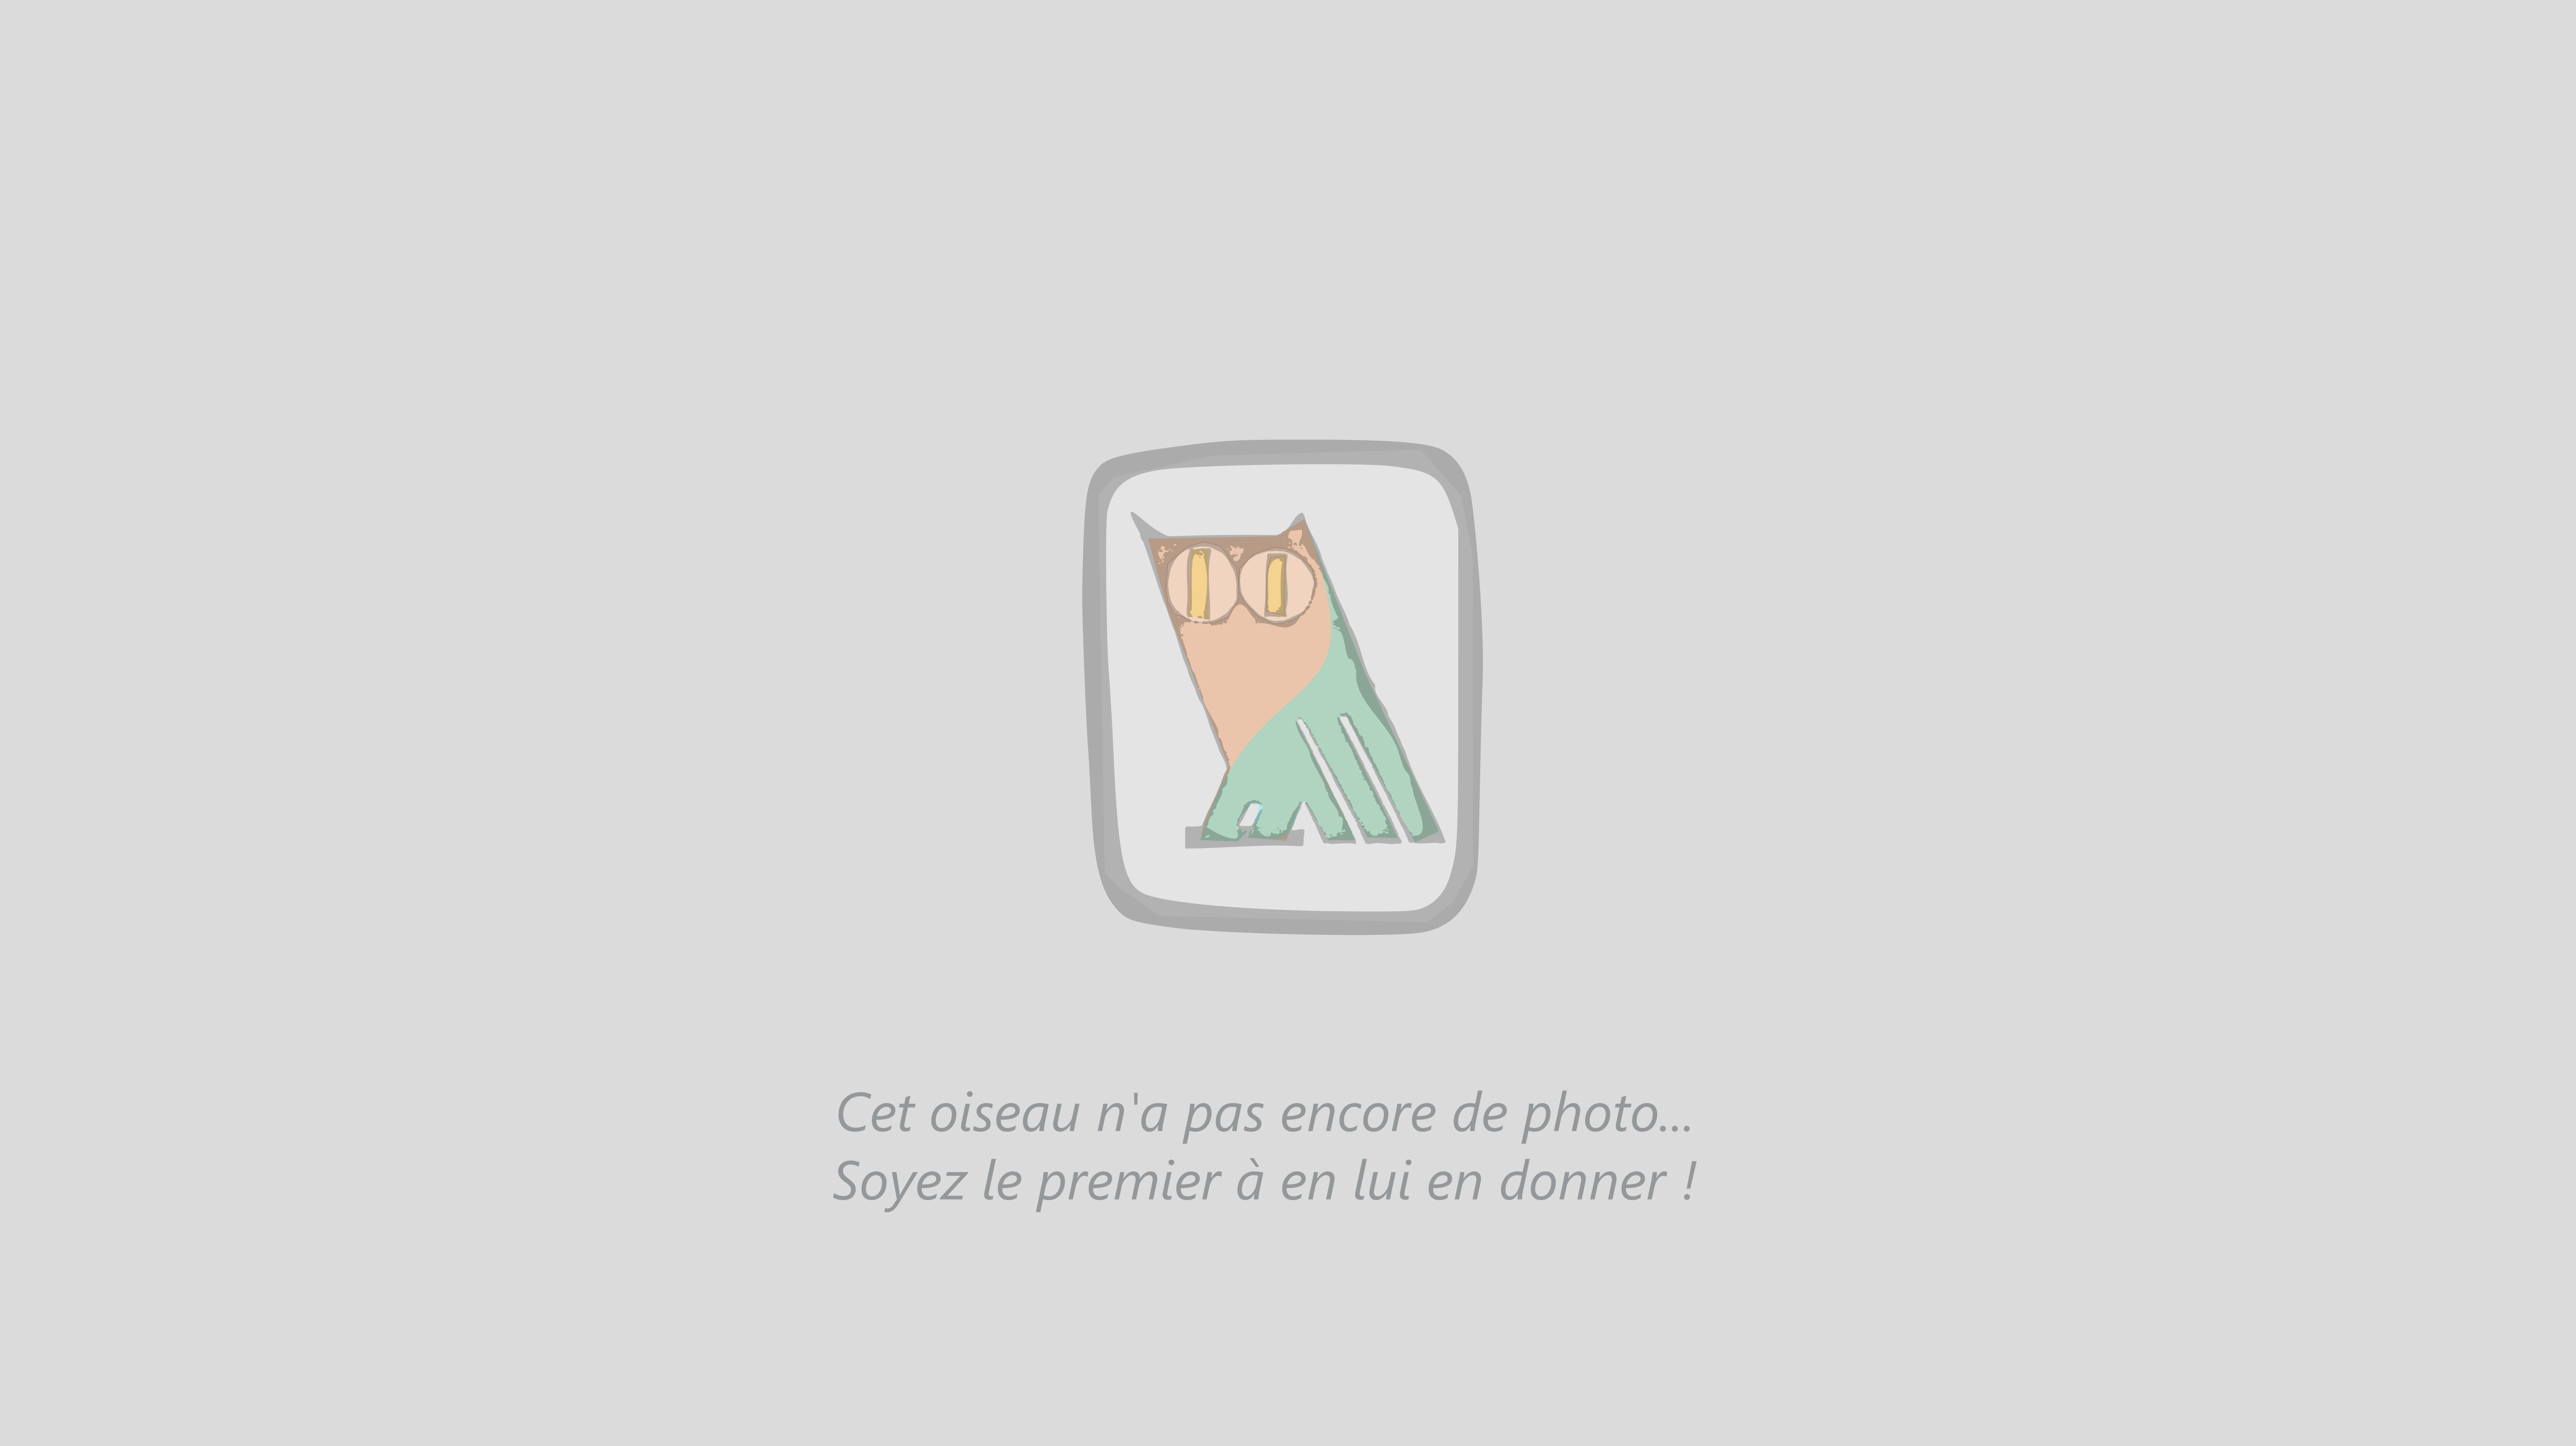 Cet oiseau n'a pas encore de photo...
Soyez le premier à en lui en donner !